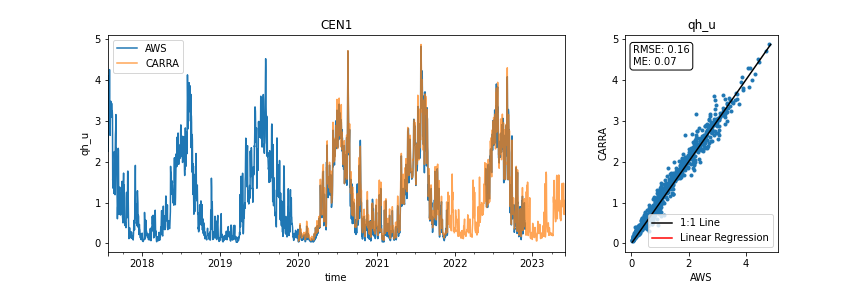 CEN1
5
4
3
2
1
0
qh_u
AWS
CARRA
2018
2019
2020
2021
2022
2023
time
qh_u
RMSE: 0.16
ME: 0.07
5
4
3
2
1
0
CARRA
1:1 Line
Linear Regression
0
2
4
AWS